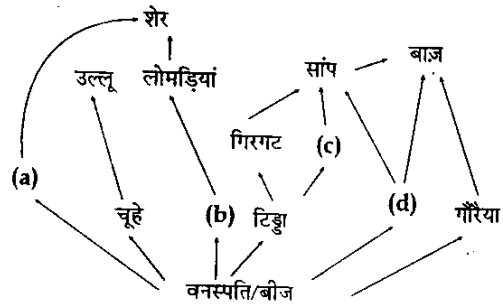 शेर
उल्लू लोमड़ियां सांप बाज़
गिरगट (c)
(a) चूहे (b) टिड्डा (d) गौरैया
वनस्पति/बीज